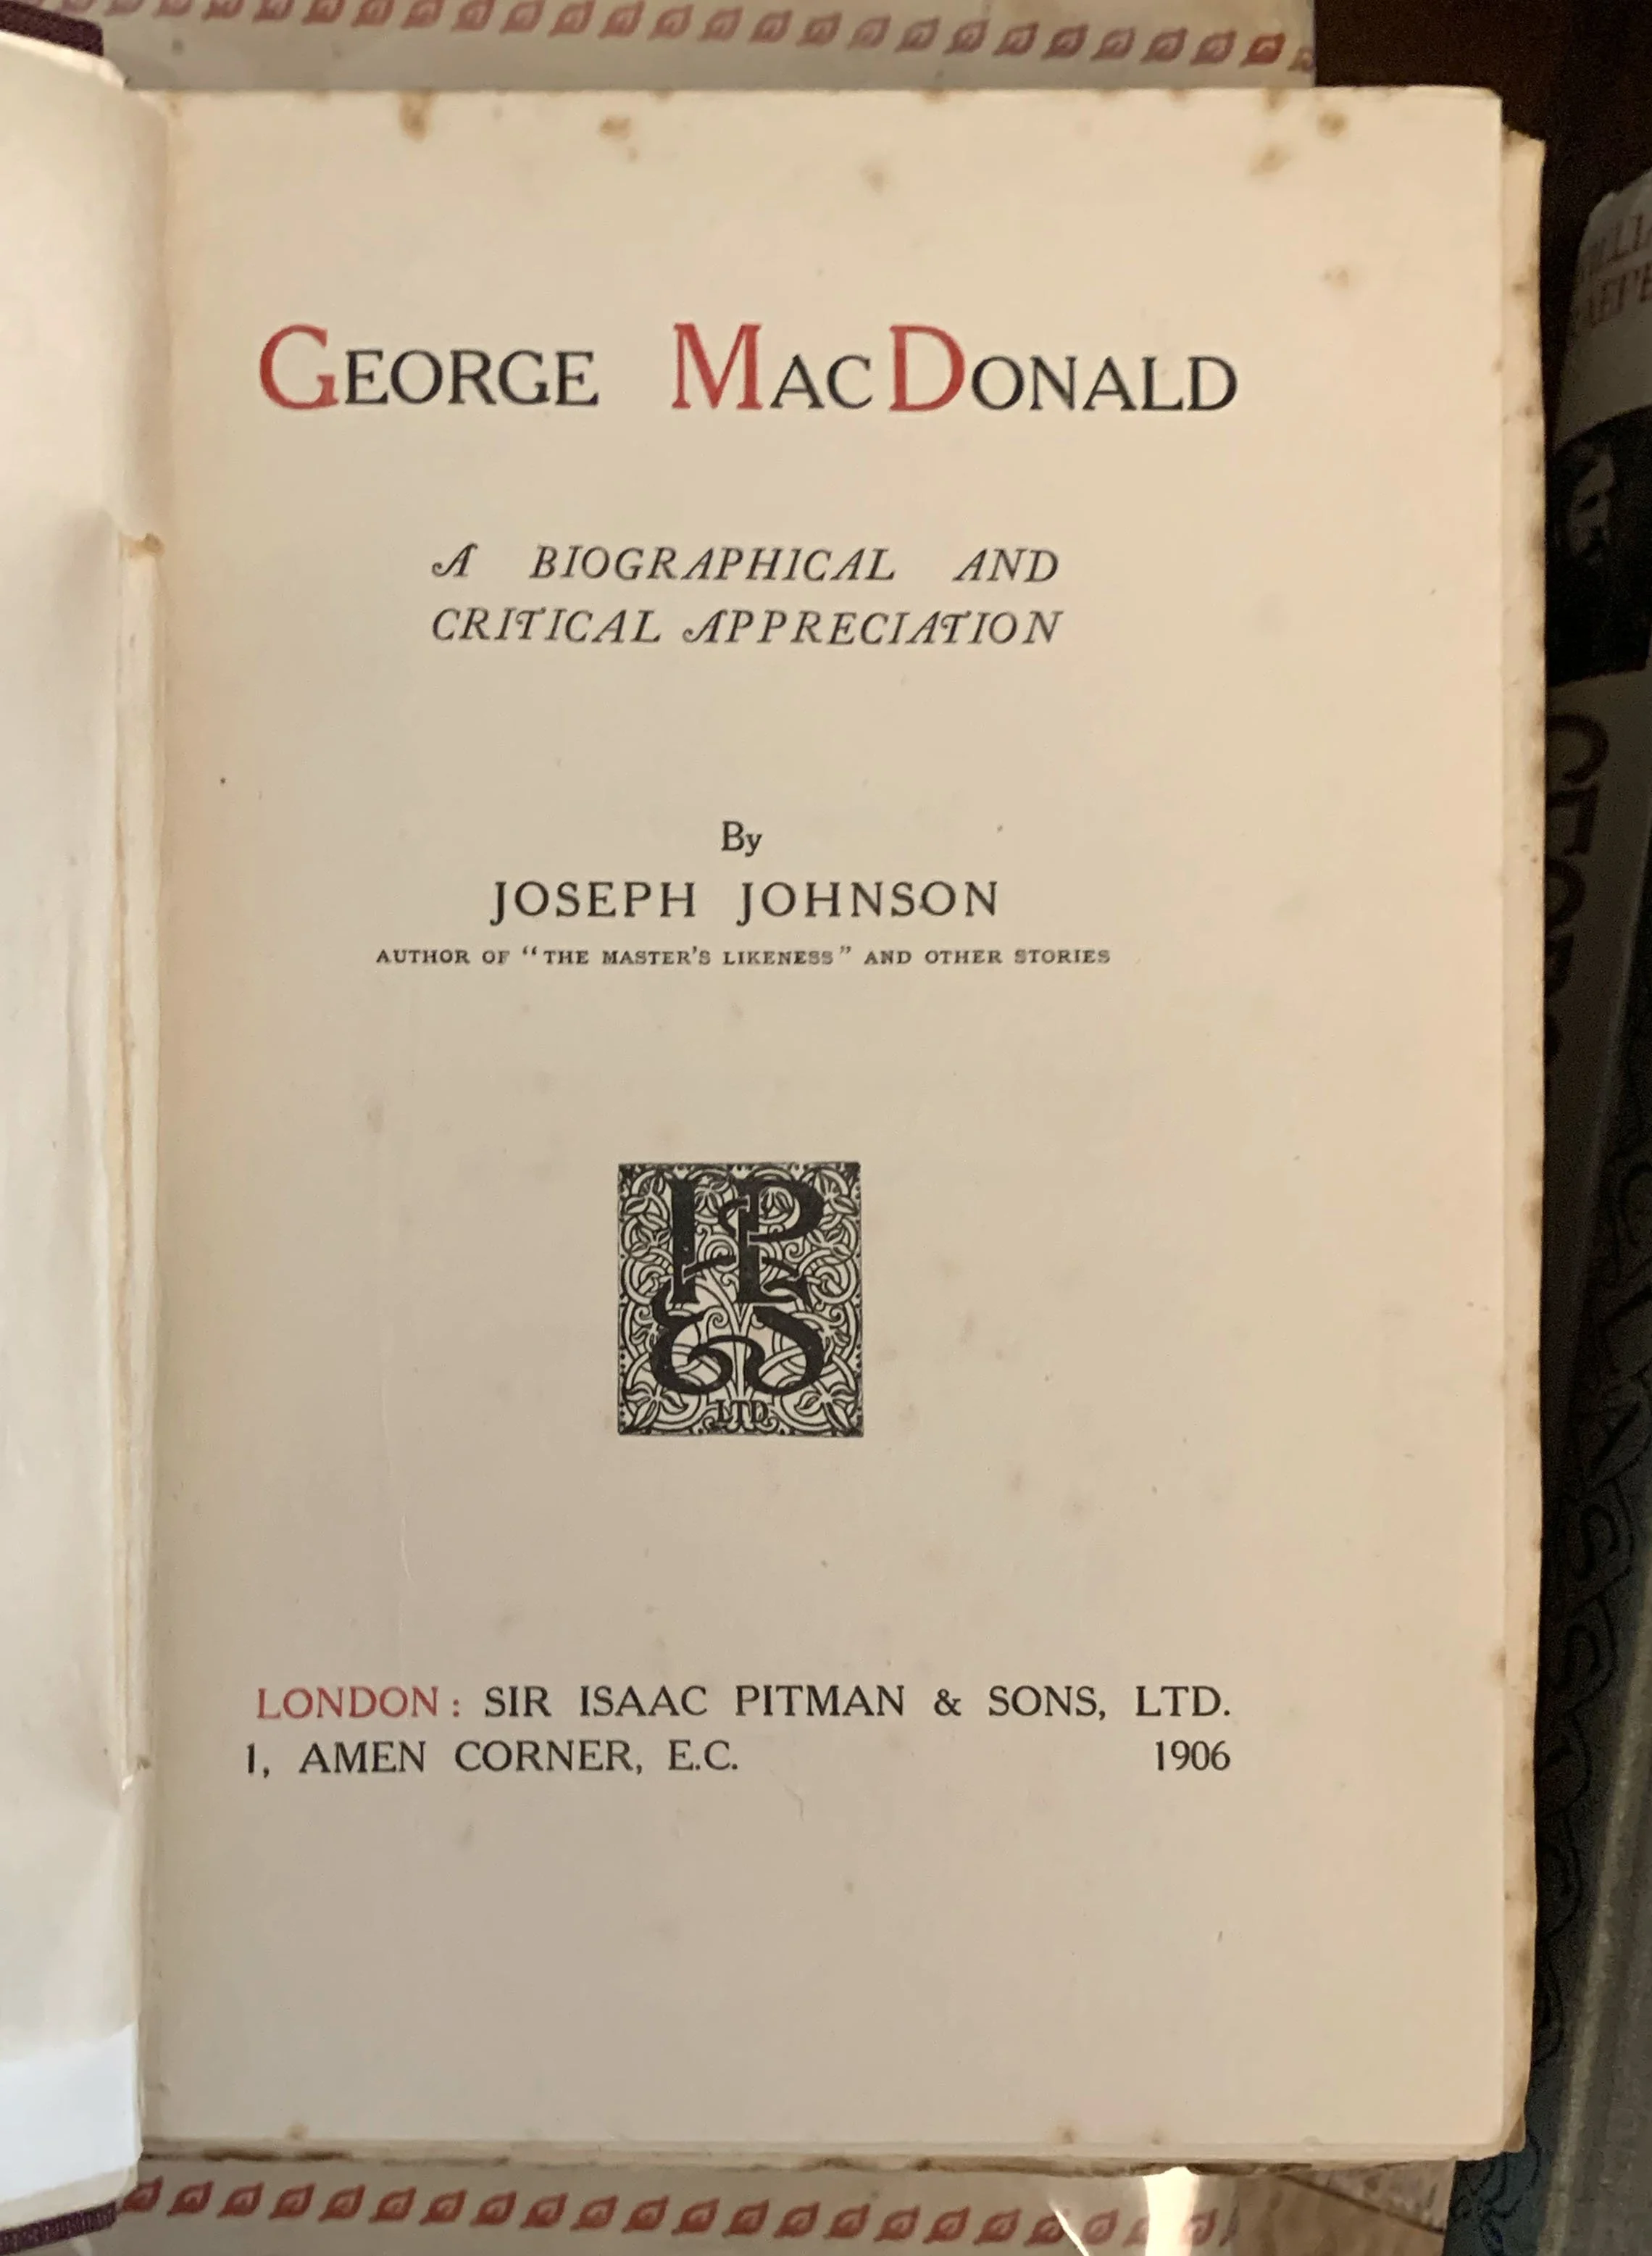 GEORGE MACDONALD
A BIOGRAPHICAL AND
CRITICAL APPRECIATION
By
JOSEPH JOHNSON
AUTHOR OF “THE MASTER'S LIKENESS” AND OTHER STORIES
LTD
LONDON: SIR ISAAC PITMAN & SONS, LTD.
1, AMEN CORNER, E.C. 1906